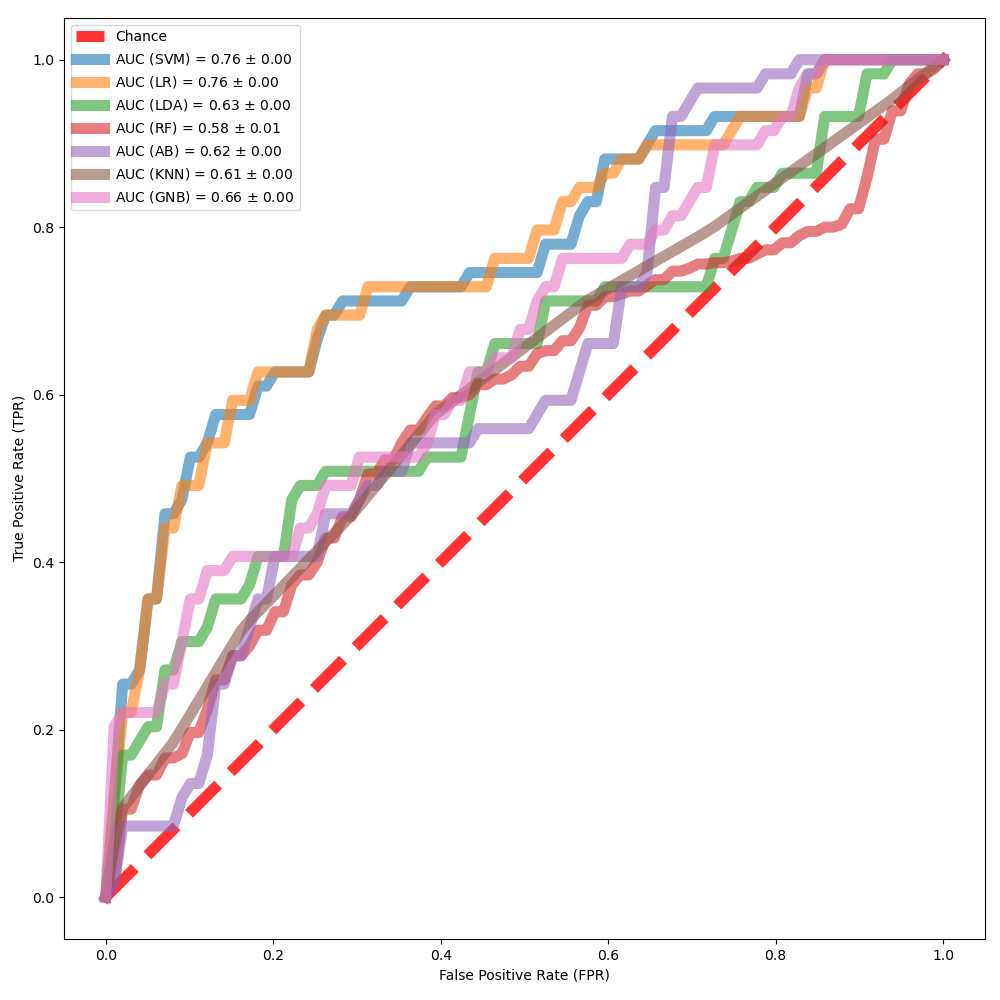 Chance
AUC (SVM) = 0.76 ± 0.00
AUC (LR) = 0.76 ± 0.00
AUC (LDA) = 0.63 ± 0.00
AUC (RF) = 0.58 ± 0.01
AUC (AB) = 0.62 ± 0.00
AUC (KNN) = 0.61 ± 0.00
AUC (GNB) = 0.66 ± 0.00
1.0
0.8
0.6
0.4
0.2
0.0
True Positive Rate (TPR)
0.0 0.2 0.4 0.6 0.8 1.0
False Positive Rate (FPR)